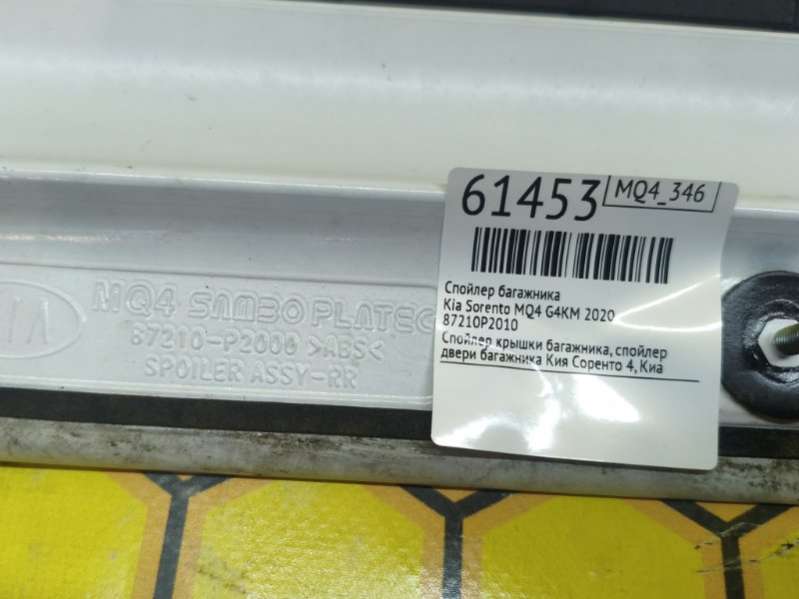 61453
MQ4_346
Спойлер багажника
Kia Sorento MQ4 G4KM 2020
87210P2010
Спойлер крышки багажника, спойлер
двери багажника Кия Соренто 4, Киа
MQ4 SAMBO PLATEC
87210-P2000 >ABS<
SPOILER ASSY-RR